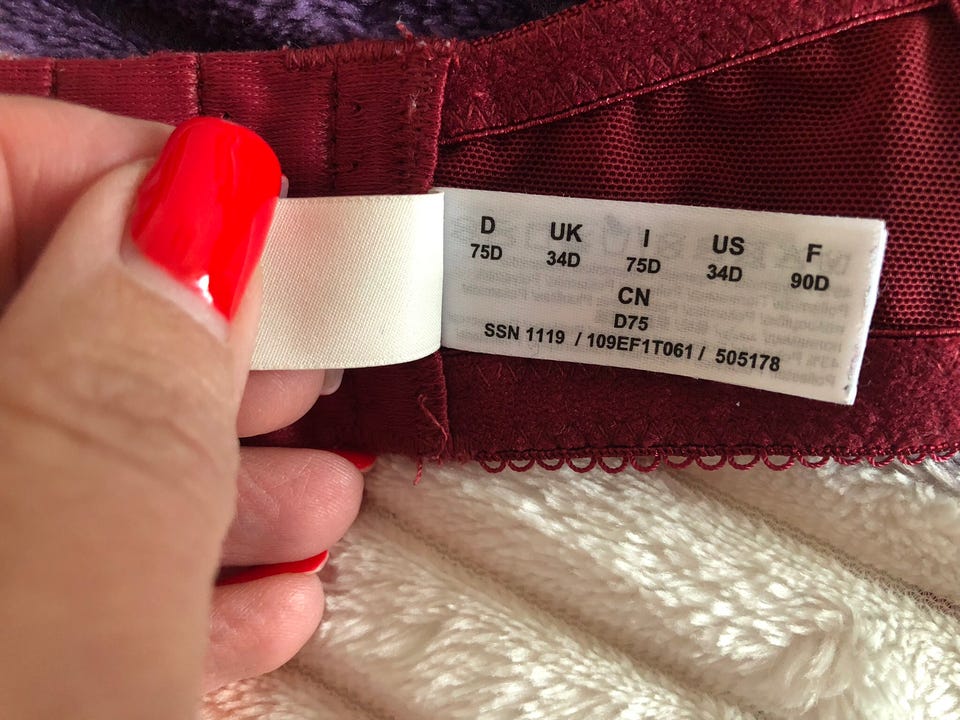 D UK I US F
75D 34D 75D 34D 90D
CN
D75
SSN 1119 / 109EF1T061 / 505178